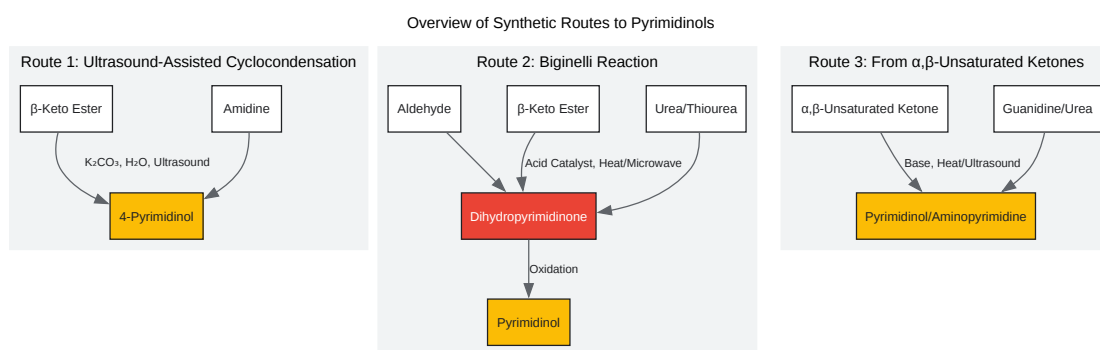 Overview of Synthetic Routes to Pyrimidinols
Route 1: Ultrasound-Assisted Cyclocondensation
β-Keto Ester
Amidine
K₂CO₃, H₂O, Ultrasound
4-Pyrimidinol
Route 2: Biginelli Reaction
Aldehyde
β-Keto Ester
Urea/Thiourea
Acid Catalyst, Heat/Microwave
Dihydropyrimidinone
Oxidation
Pyrimidinol
Route 3: From α,β-Unsaturated Ketones
α,β-Unsaturated Ketone
Guanidine/Urea
Base, Heat/Ultrasound
Pyrimidinol/Aminopyrimidine